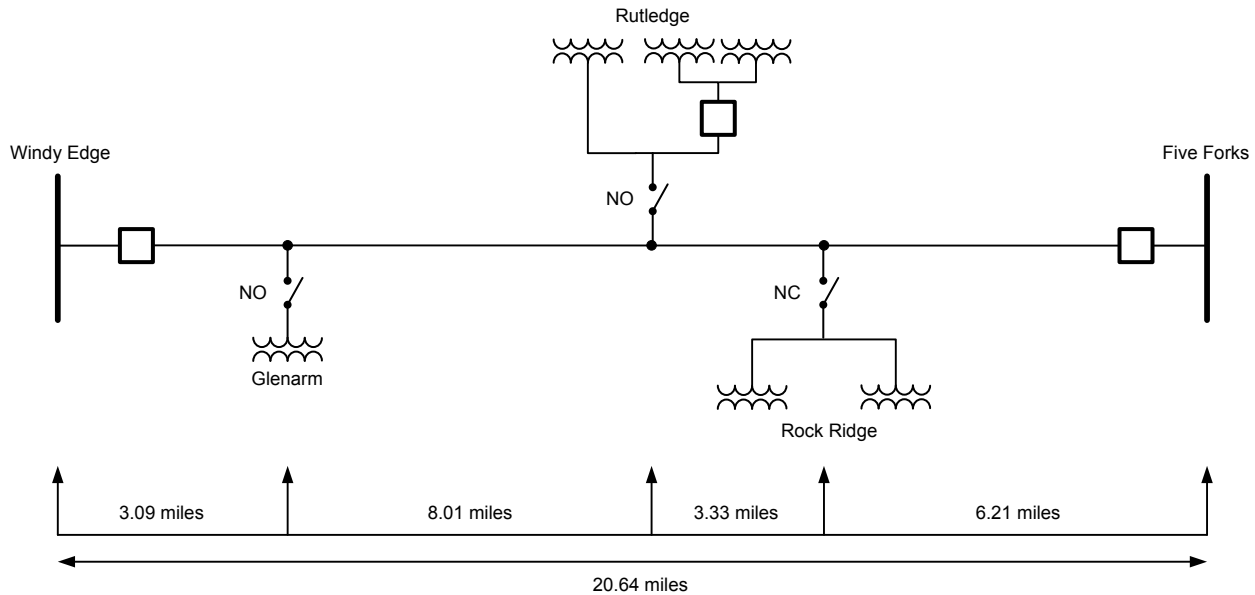 Rutledge
Windy Edge
Five Forks
NO
NO
NC
Glenarm
Rock Ridge
3.09 miles
8.01 miles
3.33 miles
6.21 miles
20.64 miles